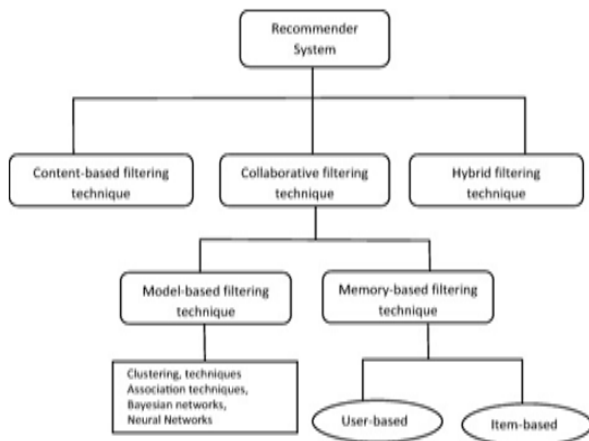 Recommender
System
Content-based filtering
technique
Collaborative filtering
technique
Hybrid filtering
technique
Model-based filtering
technique
Memory-based filtering
technique
Clustering, techniques
Association techniques,
Bayesian networks,
Neural Networks
User-based
Item-based